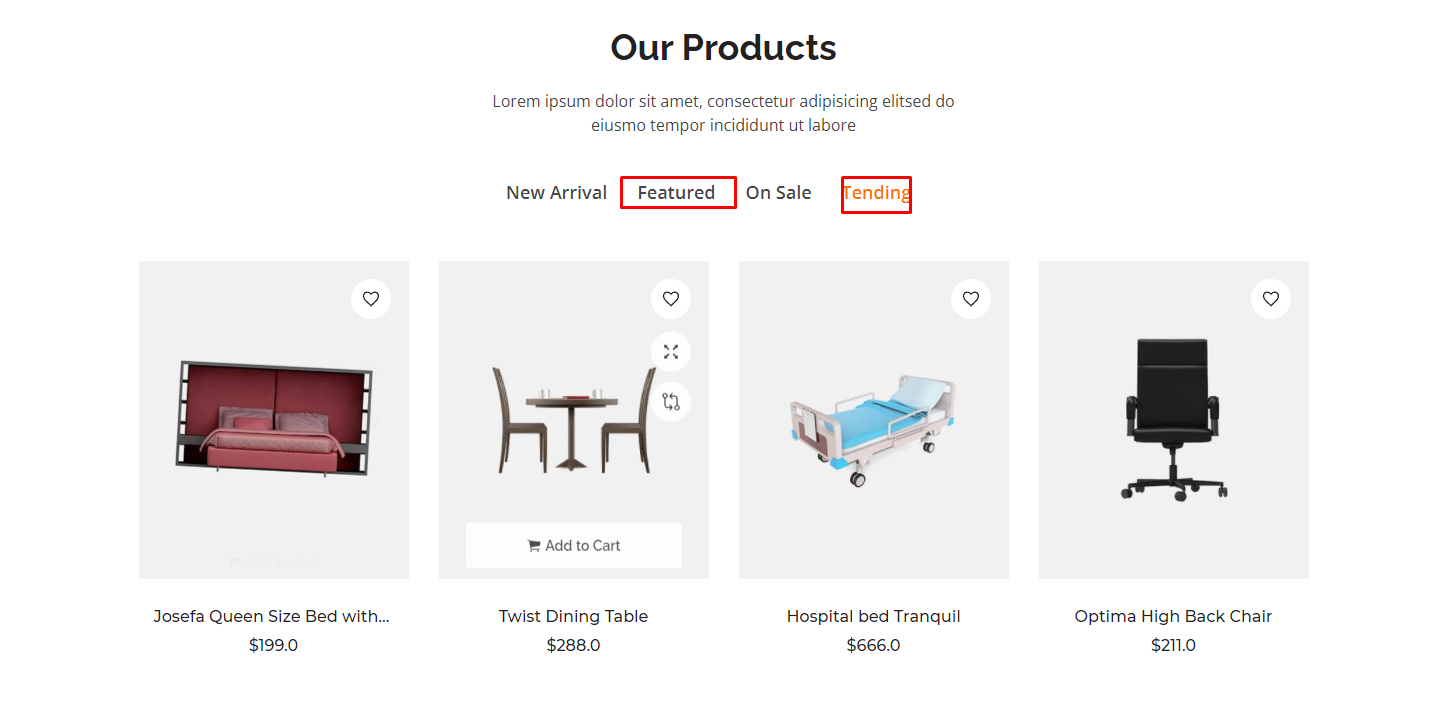 Our Products
Lorem ipsum dolor sit amet, consectetur adipisicing elitsed do
eiusmo tempor incididunt ut labore
New Arrival Featured On Sale Tending
Add to Cart
Add to Cart
Josefa Queen Size Bed with... Twist Dining Table Hospital bed Tranquil Optima High Back Chair
$199.0 $288.0 $666.0 $211.0